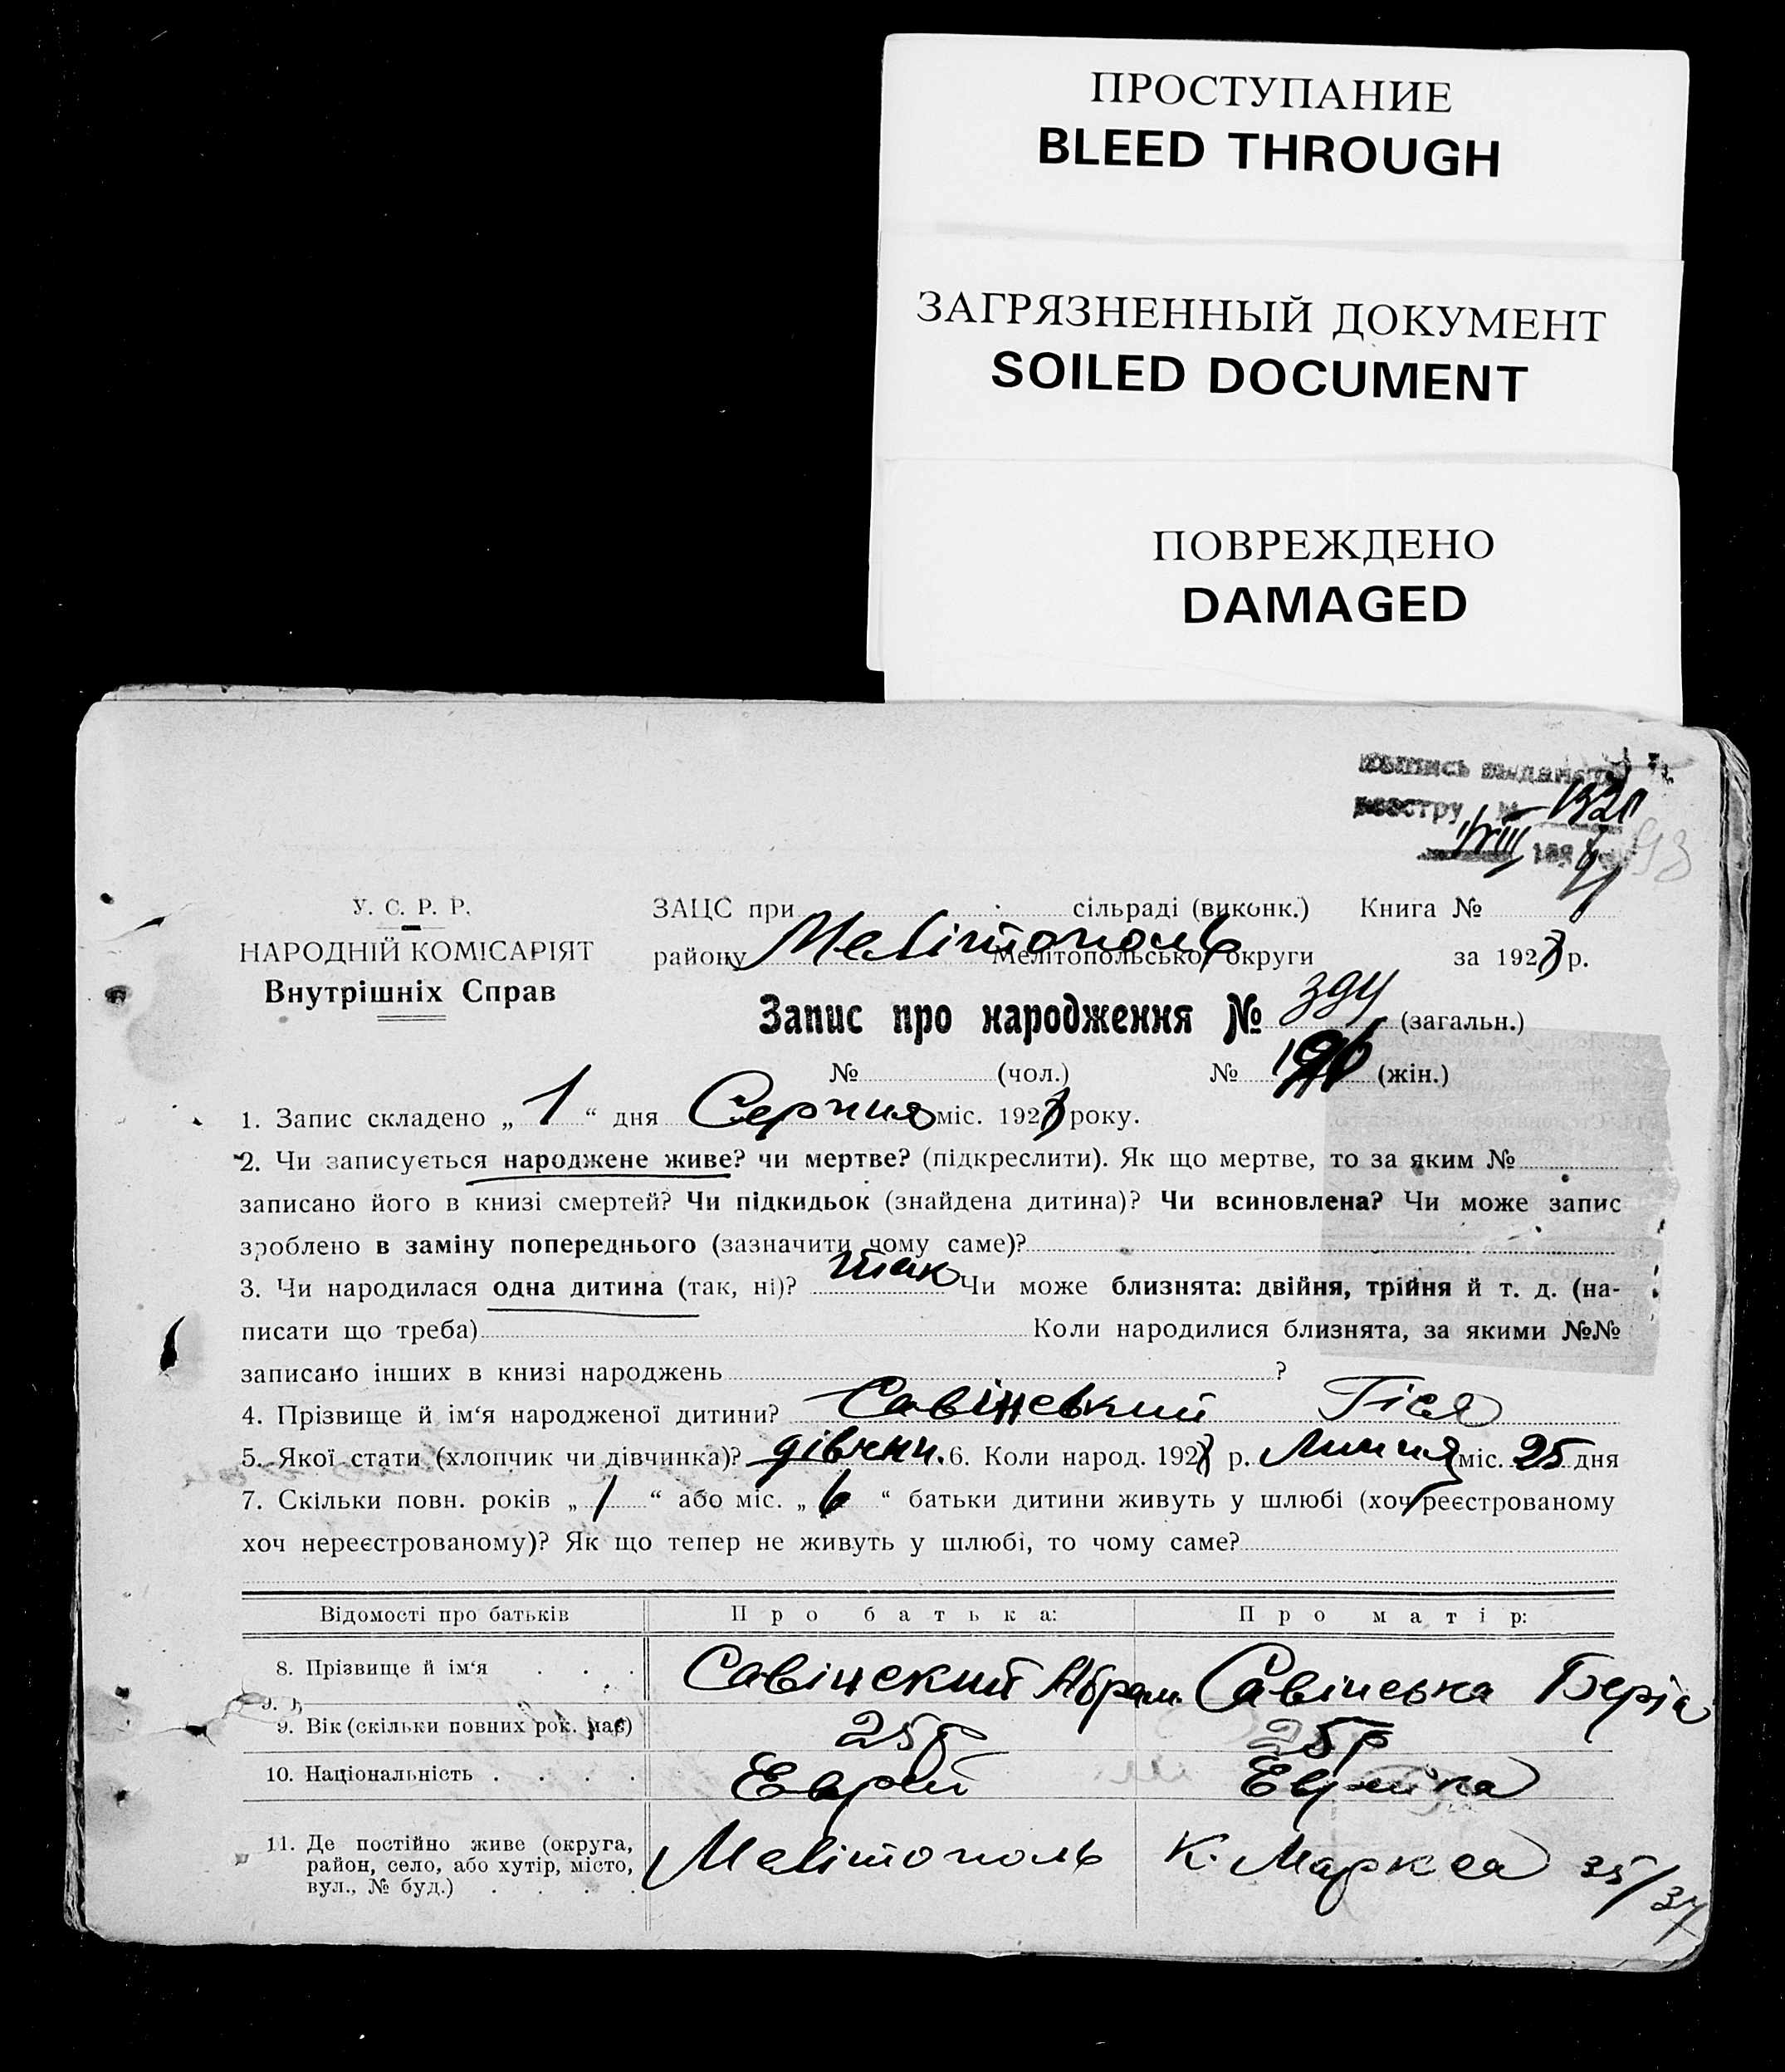 ПРОСТУПАНИЕ
BLEED THROUGH
ЗАГРЯЗНЕННЫЙ ДОКУМЕНТ
SOILED DOCUMENT
ПОВРЕЖДЕНО
DAMAGED
реестру №
У. С. Р. Р. ЗАЦС при сільраді (виконк.) Книга №
НАРОДНІЙ КОМІСАРІЯТ району Мелітополь Мелітопольської округи за 192 р.
Внутрішніх Справ
Запис про народження № 394 (загальн.)
№ (чол.) № (жін.)
1. Запис складено „ 1 “ дня Серпня міс. 192 року.
2. Чи записується народжене живе? чи мертве? (підкреслити). Як що мертве, то за яким №
записано його в книзі смертей? Чи підкидьок (знайдена дитина)? Чи всиновлена? Чи може запис
зроблено в заміну попереднього (зазначити чому саме)?
3. Чи народилася одна дитина (так, ні)? так Чи може близнята: двійня, трійня й т. д. (на-
писати що треба) Коли народилися близнята, за якими №№
записано інших в книзі народжень ?
4. Прізвище й ім‘я народженої дитини? Савінський Гіся
5. Якої стати (хлопчик чи дівчинка)? дівчин. 6. Коли народ. 192 р. Липня міс. 25 дня
7. Скільки повн. років „ 1 “ або міс. „ 6 “ батьки дитини живуть у шлюбі (хоч реєстрованому
хоч нереєстрованому)? Як що тепер не живуть у шлюбі, то чому саме?
Відомості про батьків Про батька: Про матір:
8. Прізвище й ім‘я Савінский Абрам Савінська
9. Вік (скільки повних рок. має) 25 р 25 р
10. Національність Еврей Еврейка
11. Де постійно живе (округа, район, село, або хутір, місто, вул., № буд.) Мелітополь К. Маркса 35/37